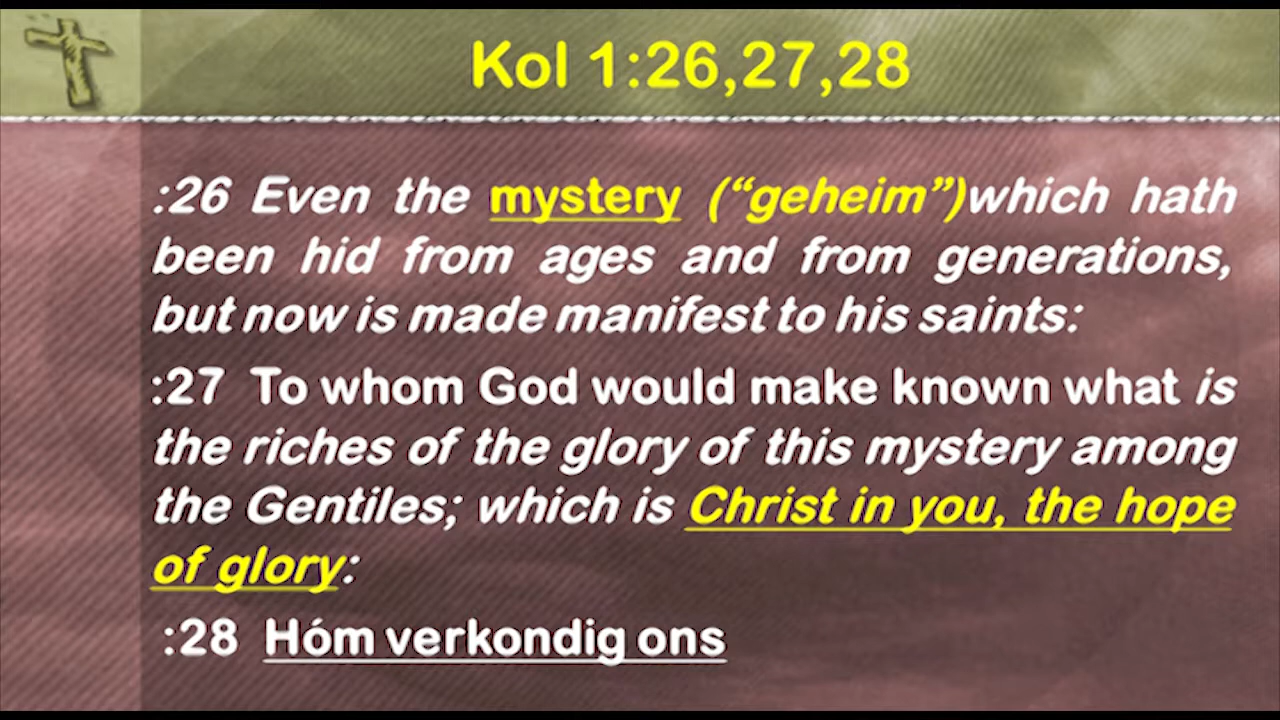 Kol 1:26,27,28
:26 Even the mystery (“geheim”)which hath
been hid from ages and from generations,
but now is made manifest to his saints:
:27 To whom God would make known what is
the riches of the glory of this mystery among
the Gentiles; which is Christ in you, the hope
of glory:
:28 Hóm verkondig ons